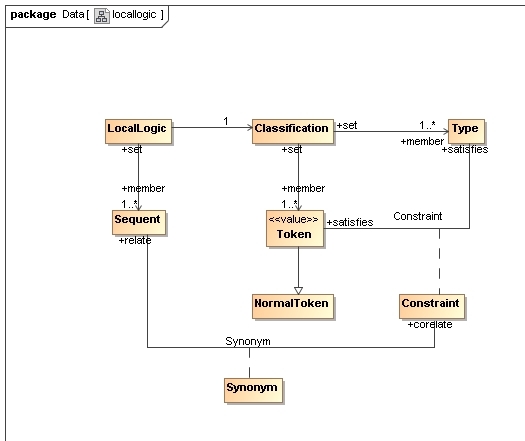 package Data [ locallogic ]
LocalLogic 1 Classification +set 1..* Type
+set +set +member +satisfies
+member +member
1..* 1..*
Sequent <<value>> +satisfies Constraint
+relate Token
NormalToken Constraint
+corelate
Synonym
Synonym